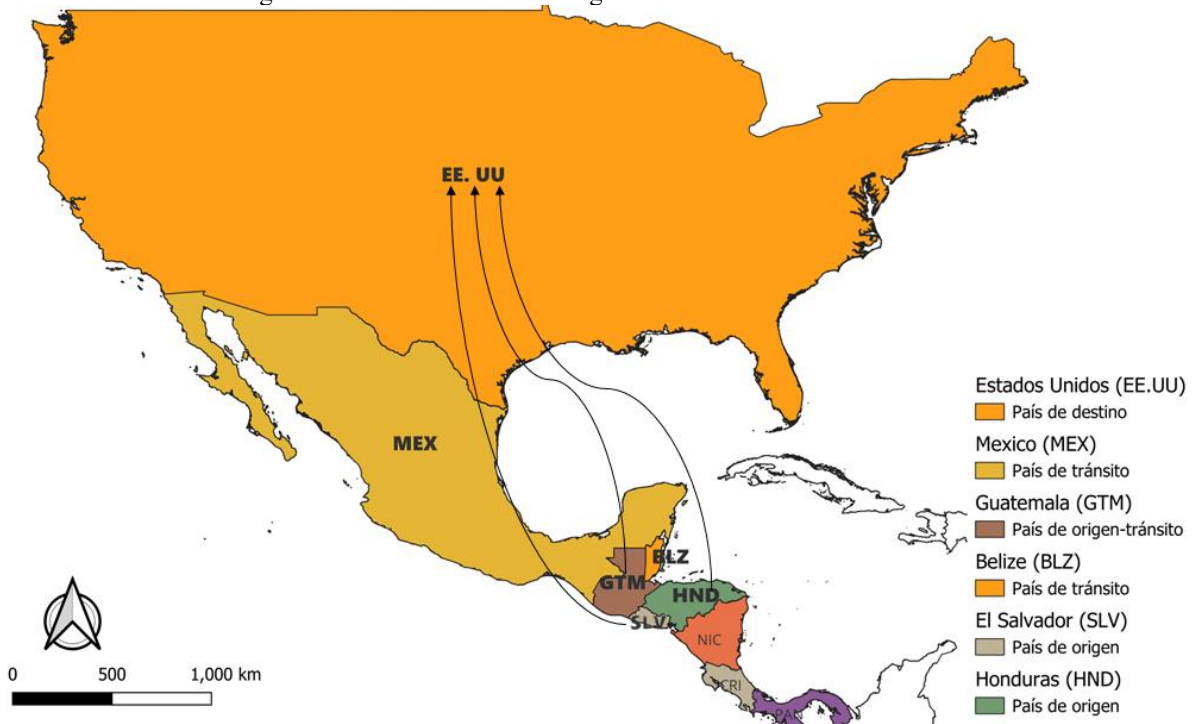 EE. UU
MEX
BLZ
GTM
HND
SLV
NIC
CRI
PAN
0 500 1,000 km
Estados Unidos (EE.UU)
País de destino
Mexico (MEX)
País de tránsito
Guatemala (GTM)
País de origen-tránsito
Belize (BLZ)
País de tránsito
El Salvador (SLV)
País de origen
Honduras (HND)
País de origen